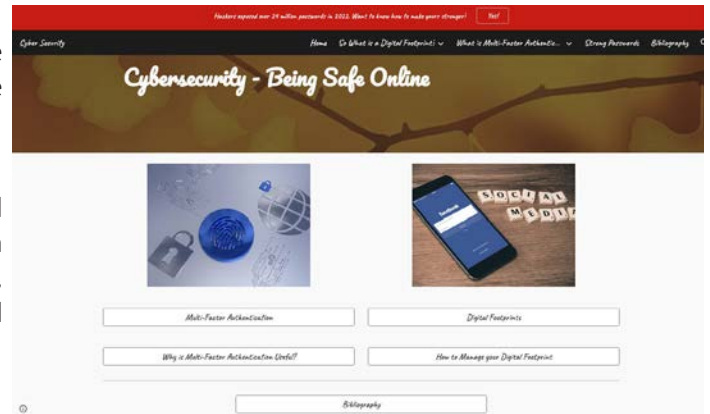 Hackers exposed over 24 million passwords in 2022. Want to know how to make yours stronger? Yes!
Cyber Security Home So What is a Digital Footprint? What is Multi-Factor Authentic... Strong Passwords Bibliography
Cybersecurity - Being Safe Online
SOCIAL
MEDIA
facebook
Multi-Factor Authentication Digital Footprints
Why is Multi-Factor Authentication Useful? How to Manage your Digital Footprint
Bibliography